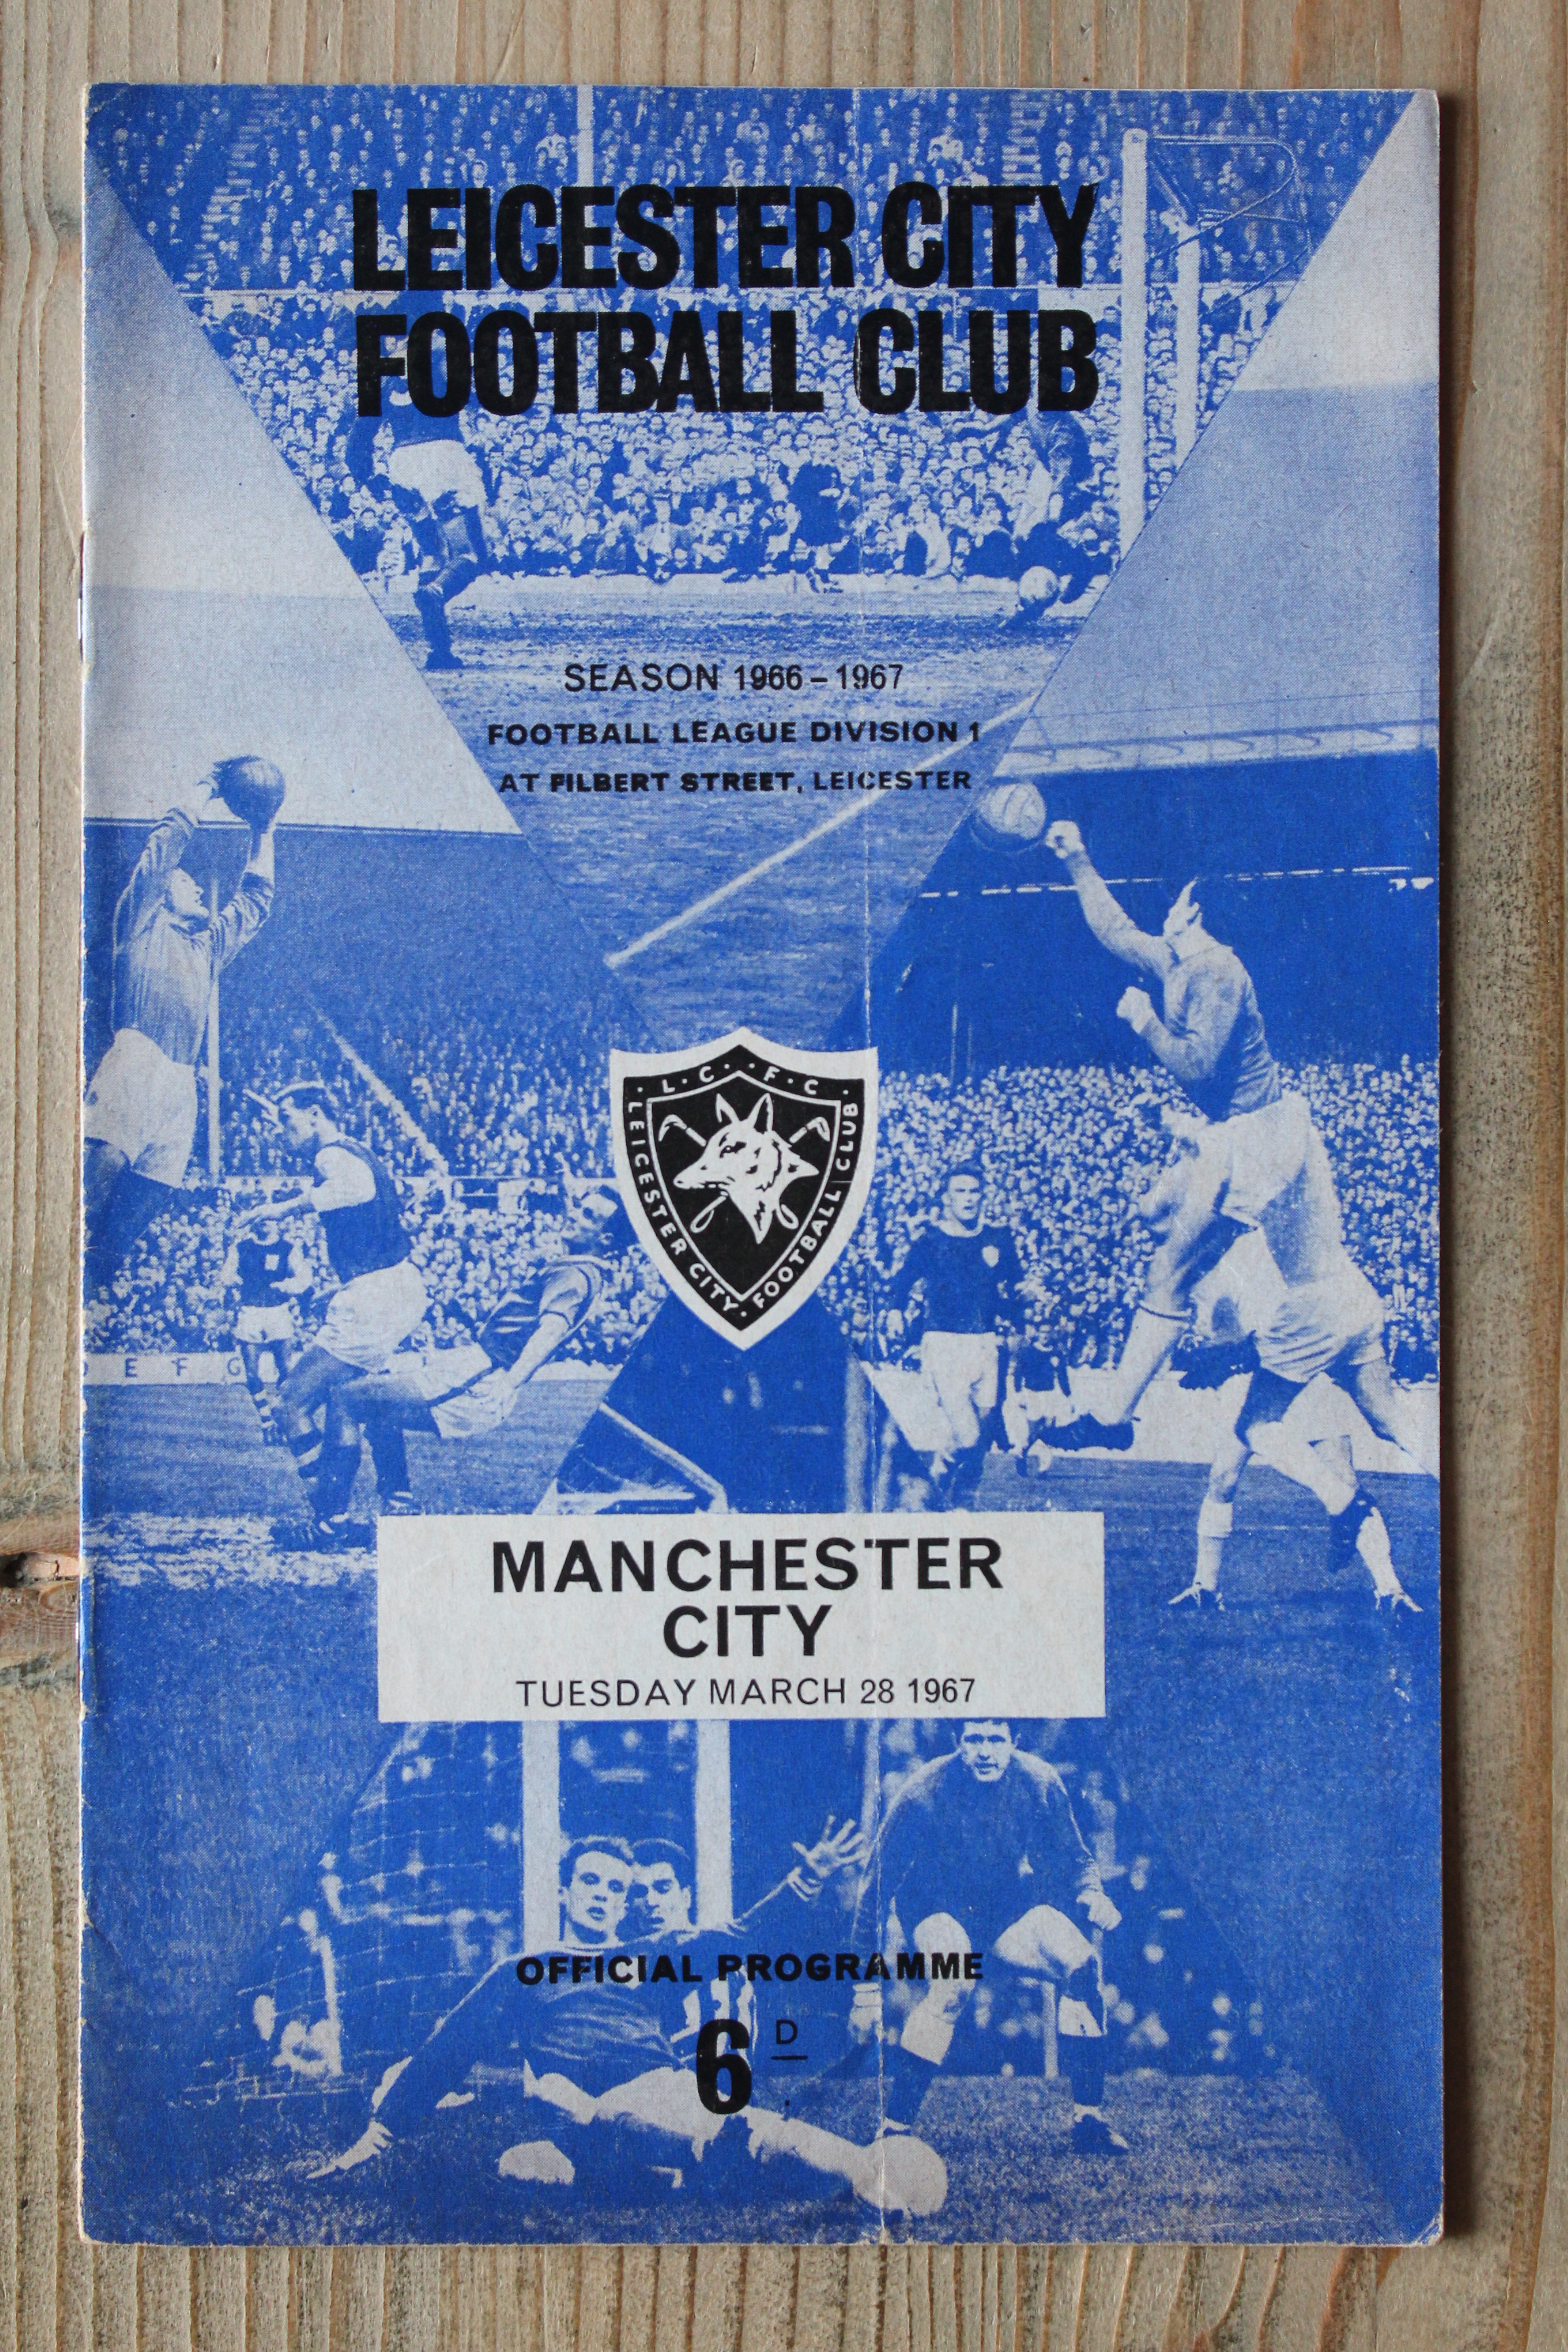 LEICESTER CITY
FOOTBALL CLUB
SEASON 1966-1967
FOOTBALL LEAGUE DIVISION 1
AT FILBERT STREET, LEICESTER
L·C·F·C
LEICESTER CITY·FOOTBALL CLUB
E F G
MANCHESTER
CITY
TUESDAY MARCH 28 1967
OFFICIAL PROGRAMME
6D